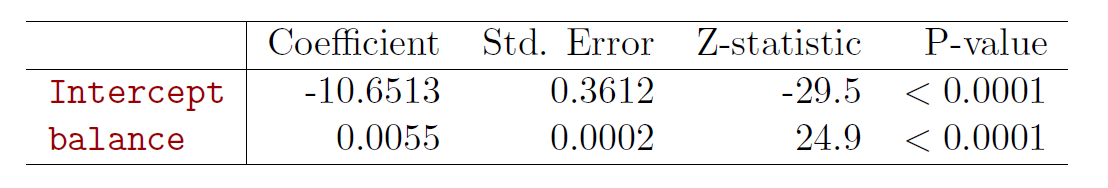 Coefficient Std. Error Z-statistic P-value
Intercept -10.6513 0.3612 -29.5 < 0.0001
balance 0.0055 0.0002 24.9 < 0.0001